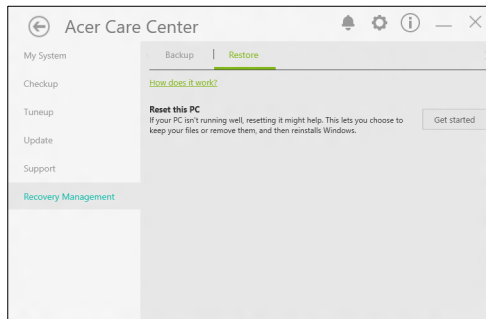 Acer Care Center
My System
Checkup
Tuneup
Update
Support
Recovery Management
Backup
Restore
How does it work?
Reset this PC
If your PC isn't running well, resetting it might help. This lets you choose to
keep your files or remove them, and then reinstalls Windows.
Get started